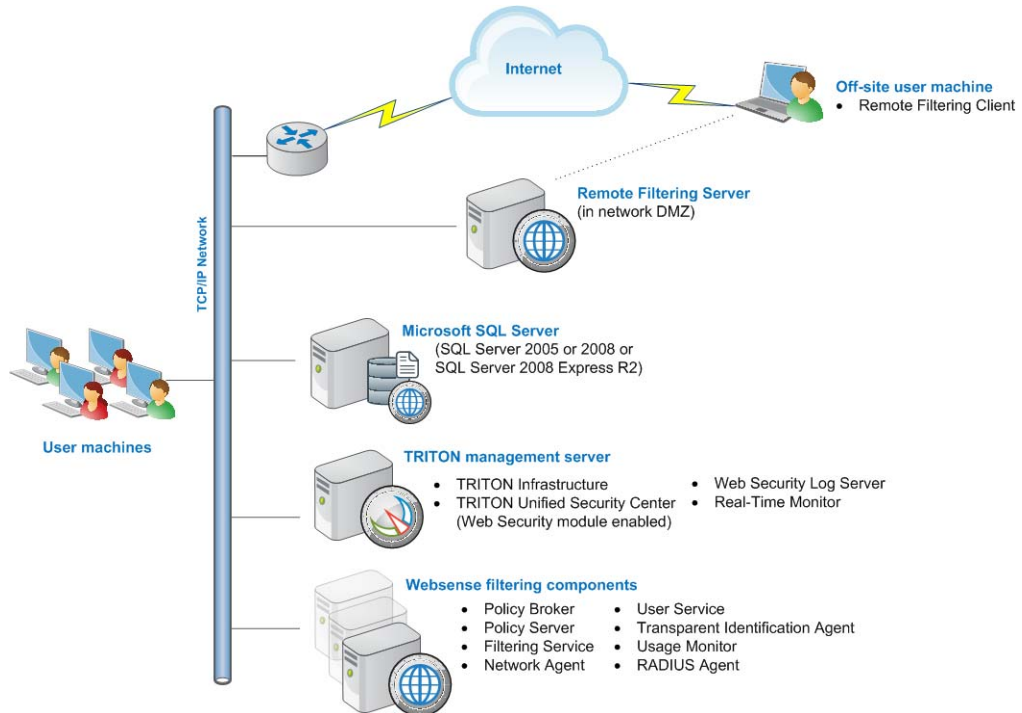 Internet
Off-site user machine
• Remote Filtering Client
Remote Filtering Server
(in network DMZ)
TCP/IP Network
Microsoft SQL Server
(SQL Server 2005 or 2008 or
SQL Server 2008 Express R2)
User machines
TRITON management server
• TRITON Infrastructure
• TRITON Unified Security Center
(Web Security module enabled)
• Web Security Log Server
• Real-Time Monitor
Websense filtering components
• Policy Broker
• Policy Server
• Filtering Service
• Network Agent
• User Service
• Transparent Identification Agent
• Usage Monitor
• RADIUS Agent